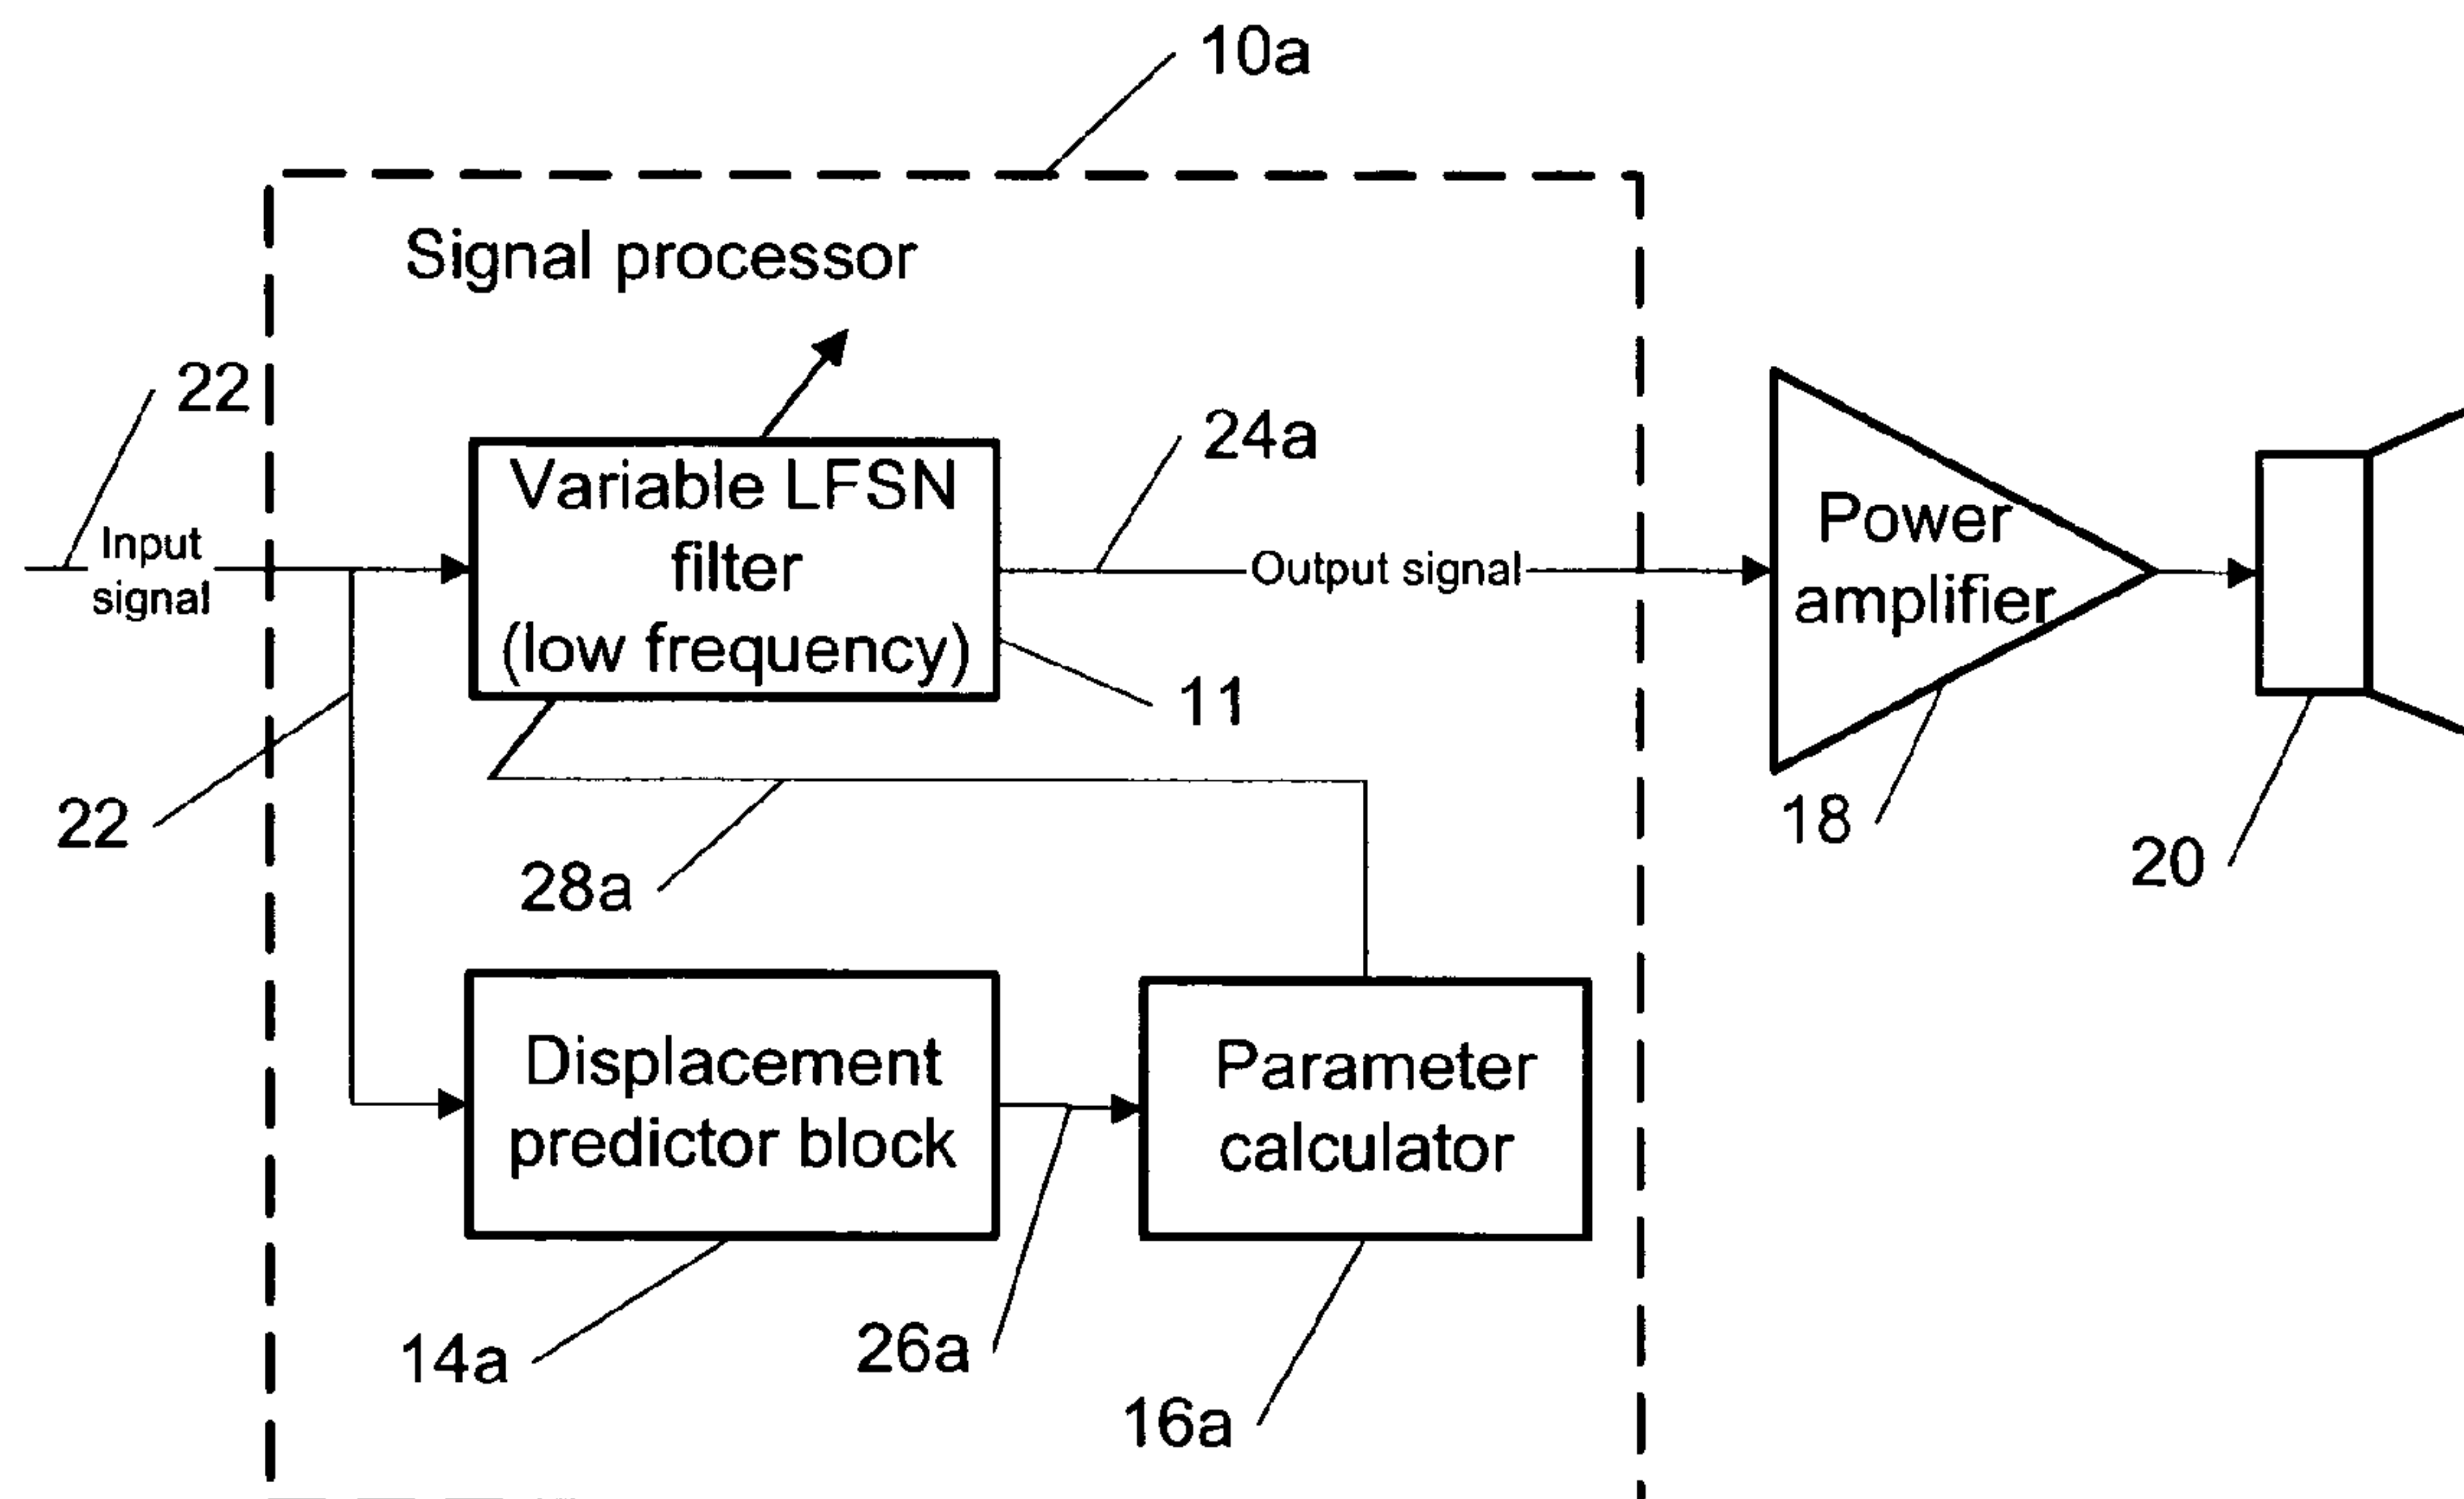 10a
Signal processor
22
24a
Variable LFSN
filter
(low frequency)
Input
signal
Output signal
Power
amplifier
11
22
18
20
28a
Displacement
predictor block
Parameter
calculator
14a
26a
16a